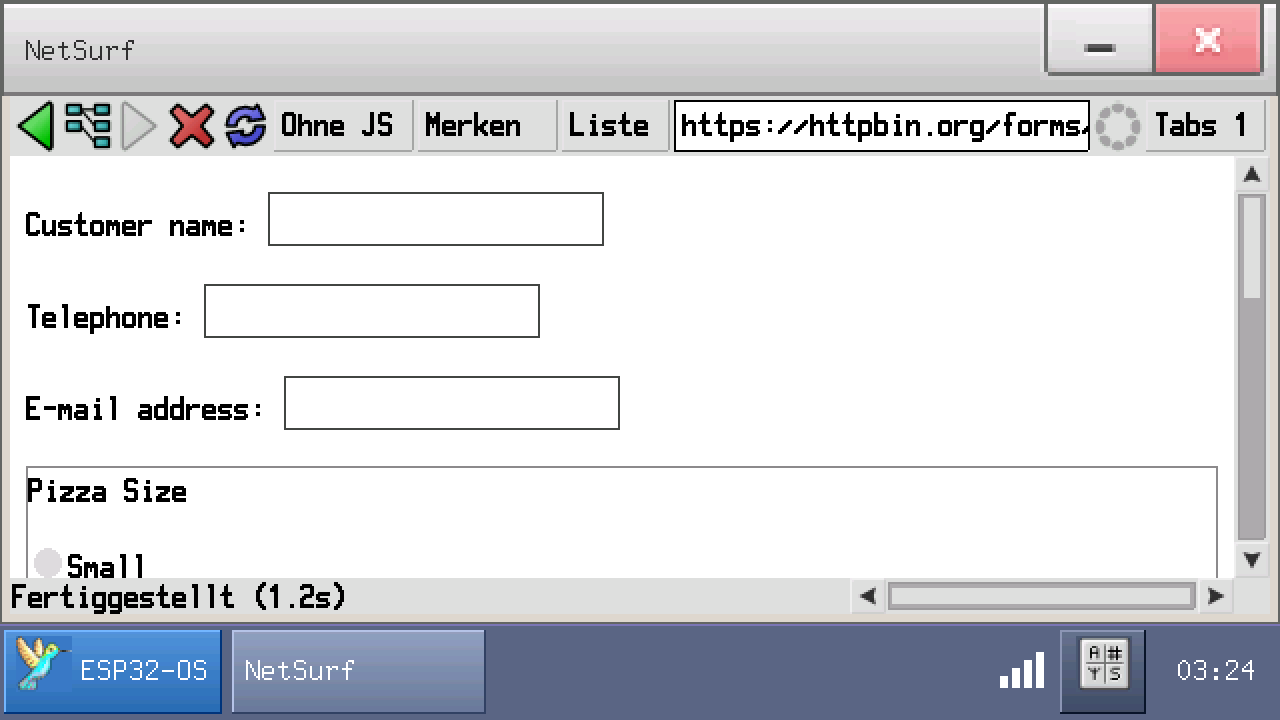 NetSurf
Ohne JS Merken Liste https://httpbin.org/forms/ Tabs 1
Customer name:
Telephone:
E-mail address:
Pizza Size
Small
Fertiggestellt (1.2s)
ESP32-OS NetSurf A # Y S 03:24